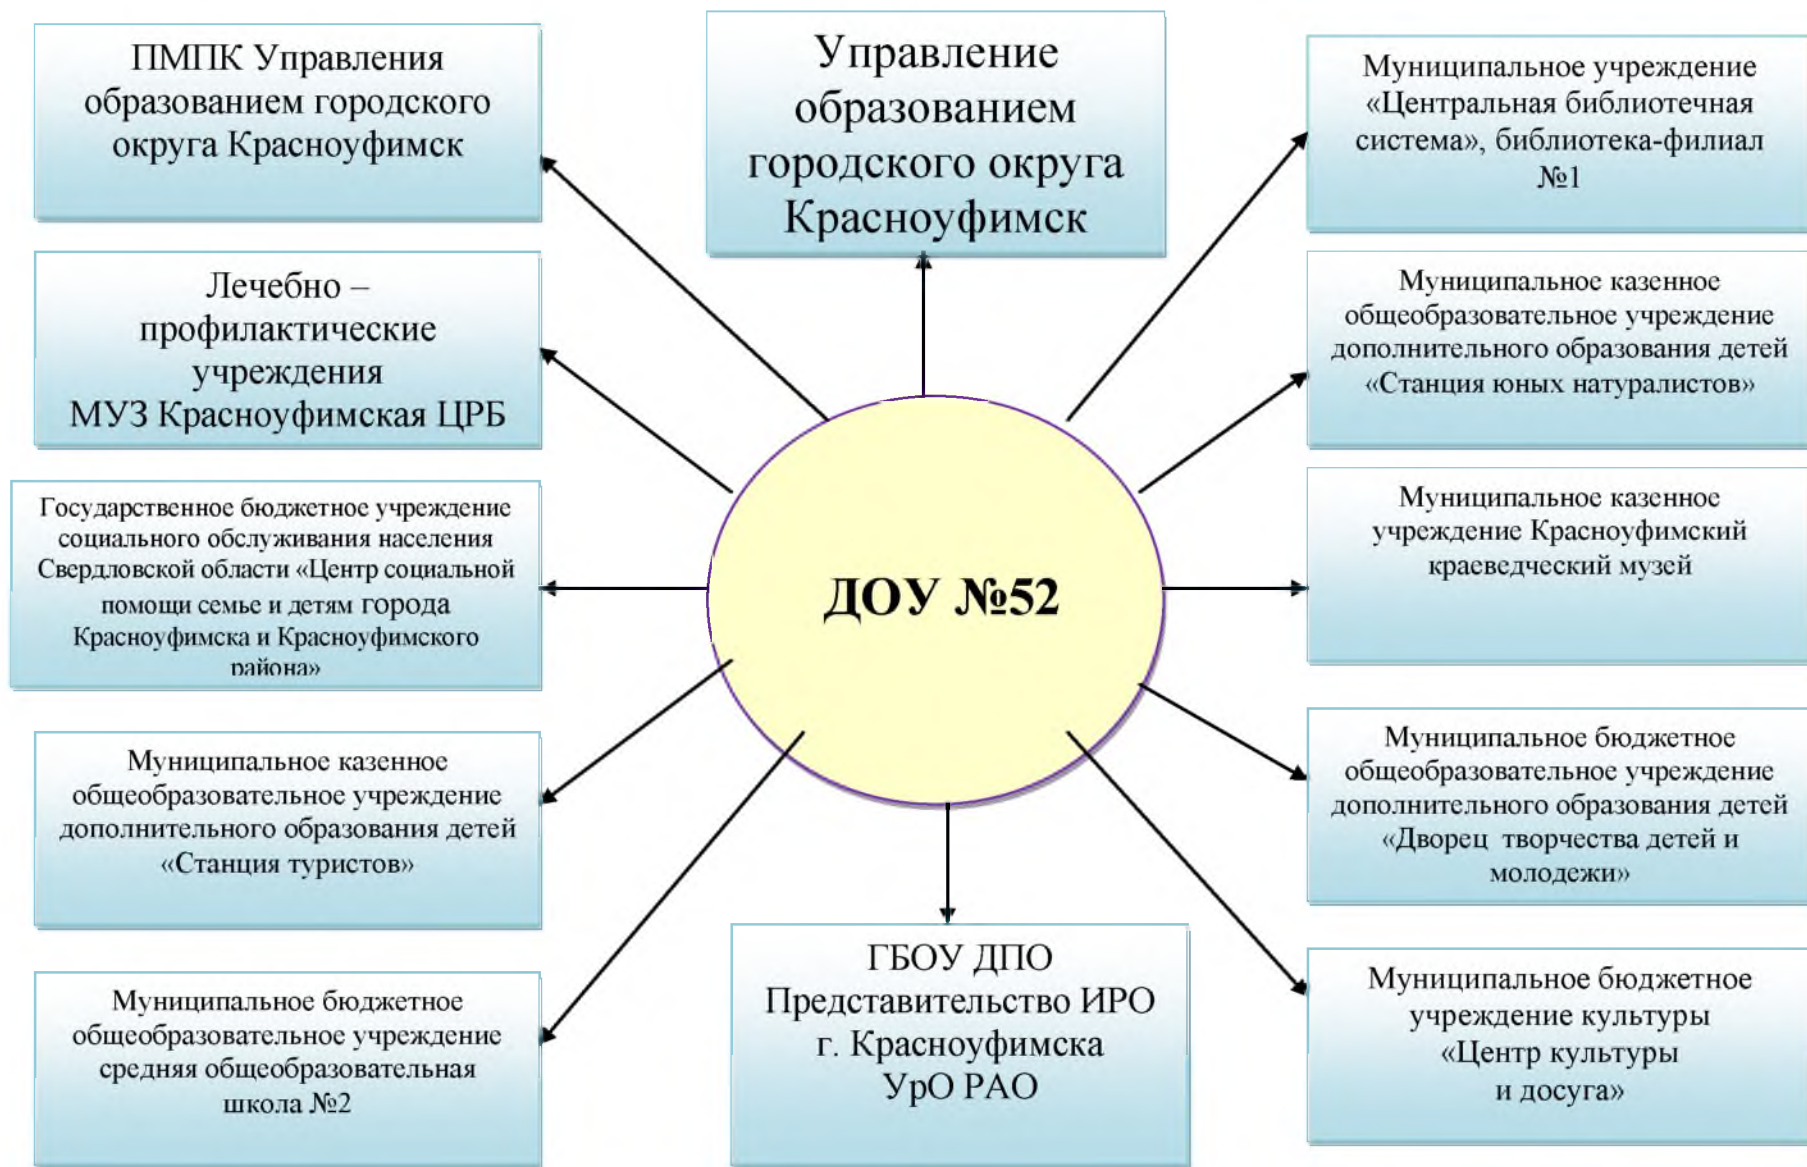 ПМПК Управления
образованием городского
округа Красноуфимск
Управление
образованием
городского округа
Красноуфимск
Муниципальное учреждение
«Центральная библиотечная
система», библиотека-филиал
№1
Лечебно –
профилактические
учреждения
МУЗ Красноуфимская ЦРБ
Муниципальное казенное
общеобразовательное учреждение
дополнительного образования детей
«Станция юных натуралистов»
Государственное бюджетное учреждение
социального обслуживания населения
Свердловской области «Центр социальной
помощи семье и детям города
Красноуфимска и Красноуфимского
района»
ДОУ №52
Муниципальное казенное
учреждение Красноуфимский
краеведческий музей
Муниципальное казенное
общеобразовательное учреждение
дополнительного образования детей
«Станция туристов»
Муниципальное бюджетное
общеобразовательное учреждение
дополнительного образования детей
«Дворец творчества детей и
молодежи»
Муниципальное бюджетное
общеобразовательное учреждение
средняя общеобразовательная
школа №2
ГБОУ ДПО
Представительство ИРО
г. Красноуфимска
УрО РАО
Муниципальное бюджетное
учреждение культуры
«Центр культуры
и досуга»